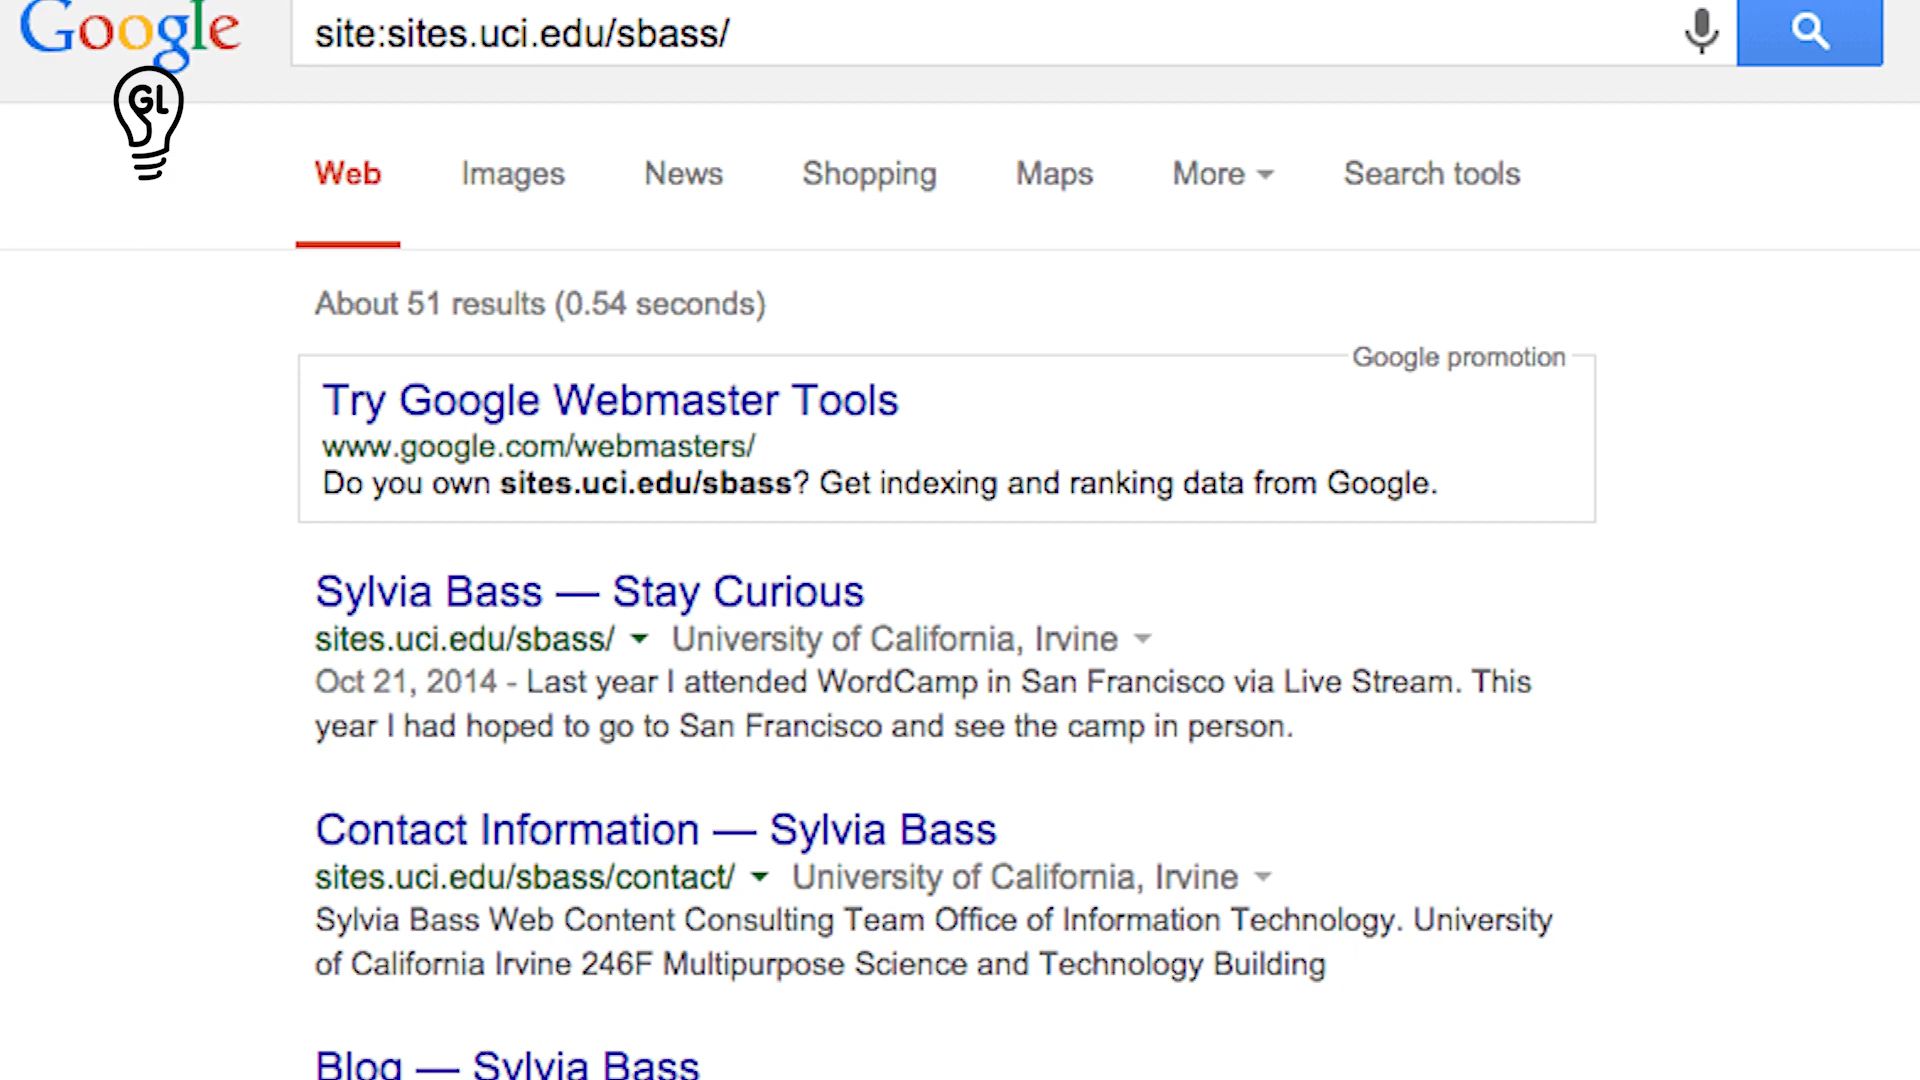 Google
site:sites.uci.edu/sbass/
GL
Web Images News Shopping Maps More Search tools
About 51 results (0.54 seconds)
Google promotion
Try Google Webmaster Tools
www.google.com/webmasters/
Do you own sites.uci.edu/sbass? Get indexing and ranking data from Google.
Sylvia Bass — Stay Curious
sites.uci.edu/sbass/ University of California, Irvine
Oct 21, 2014 - Last year I attended WordCamp in San Francisco via Live Stream. This
year I had hoped to go to San Francisco and see the camp in person.
Contact Information — Sylvia Bass
sites.uci.edu/sbass/contact/ University of California, Irvine
Sylvia Bass Web Content Consulting Team Office of Information Technology. University
of California Irvine 246F Multipurpose Science and Technology Building
Blog — Sylvia Bass